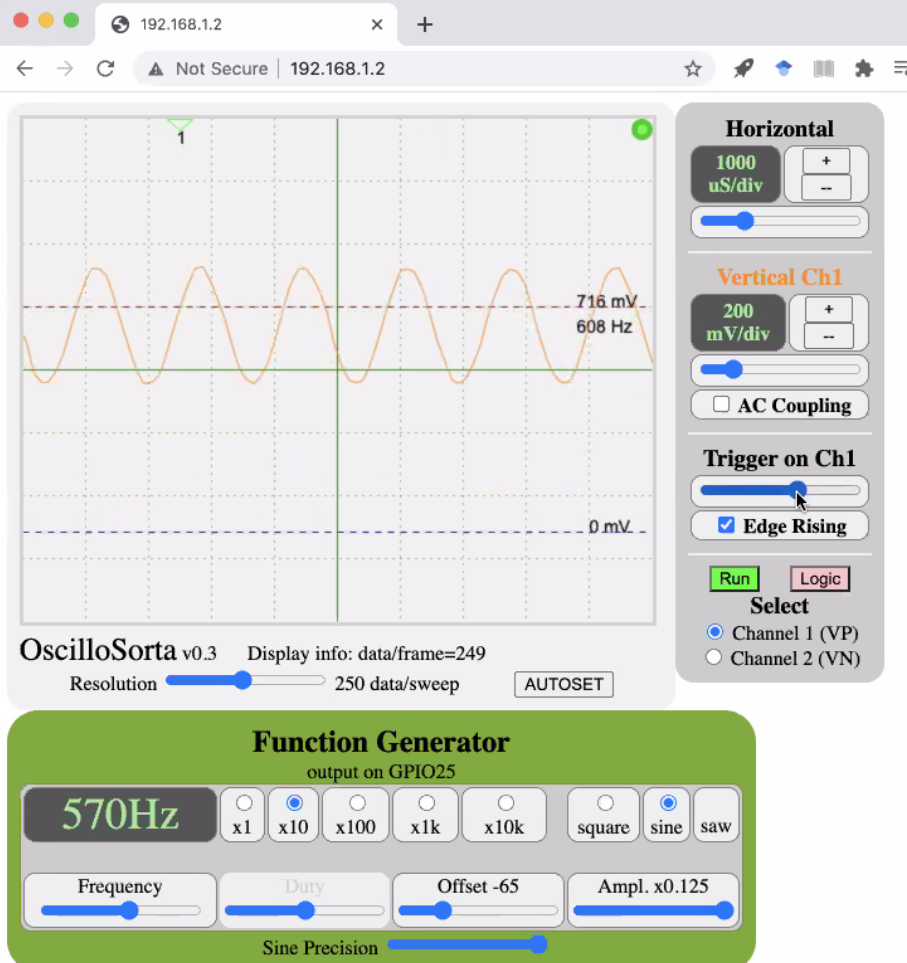 192.168.1.2
Not Secure 192.168.1.2
1
716 mV
608 Hz
0 mV
Horizontal
1000
uS/div
+
--
Vertical Ch1
200
mV/div
+
--
AC Coupling
Trigger on Ch1
Edge Rising
Run Logic
Select
Channel 1 (VP)
Channel 2 (VN)
OscilloSorta v0.3 Display info: data/frame=249
Resolution 250 data/sweep AUTOSET
Function Generator
output on GPIO25
570Hz x1 x10 x100 x1k x10k square sine saw
Frequency Duty Offset -65 Ampl. x0.125
Sine Precision